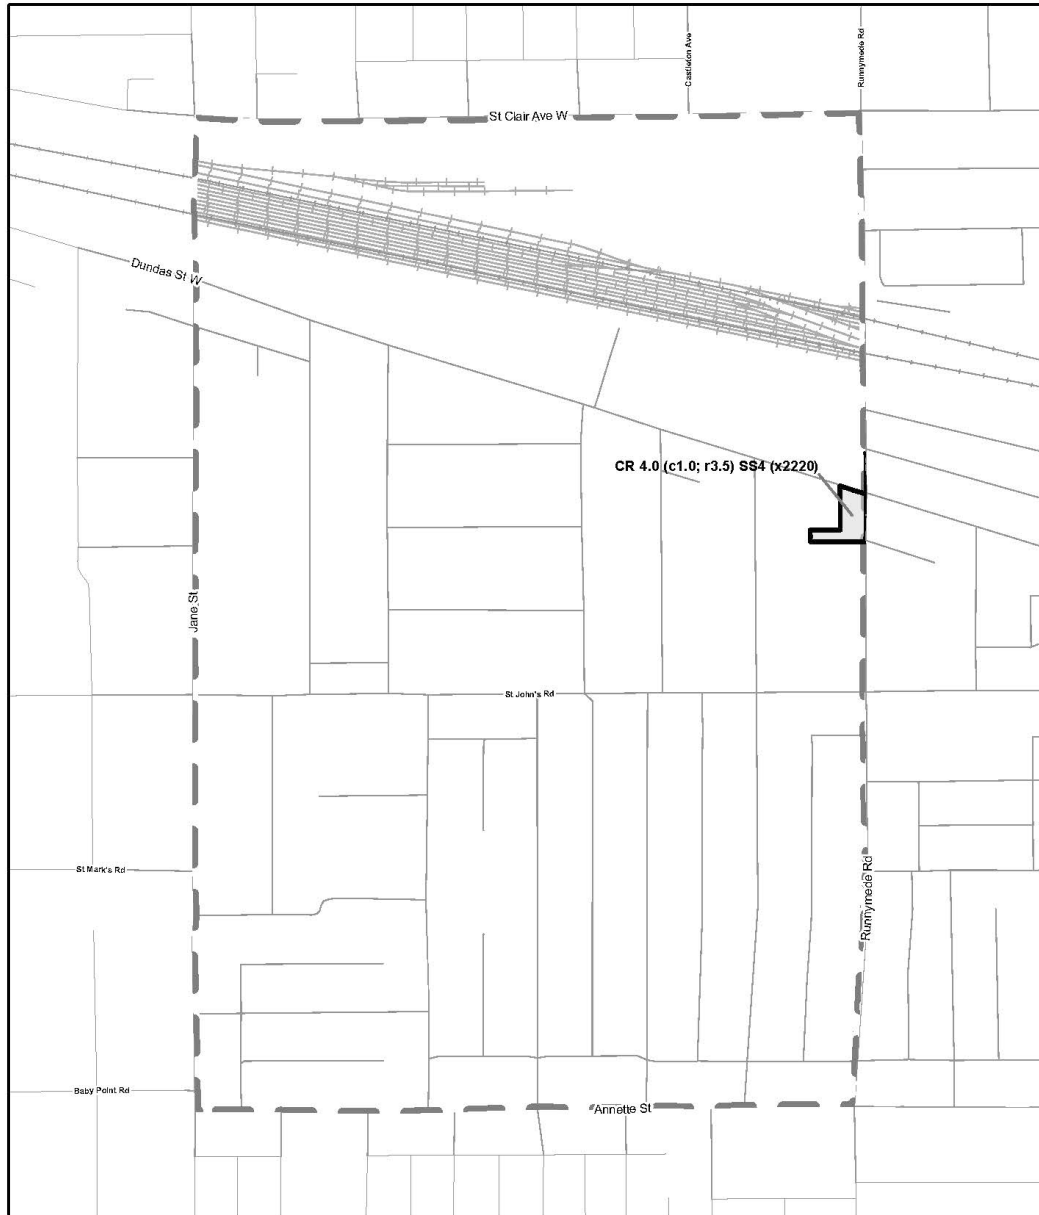 Castleton Ave
Runnymede Rd
St Clair Ave W
Dundas St W
CR 4.0 (c1.0; r3.5) SS4 (x2220)
Jane St
St John's Rd
St Mark's Rd
Runnymede Rd
Baby Point Rd
Annette St